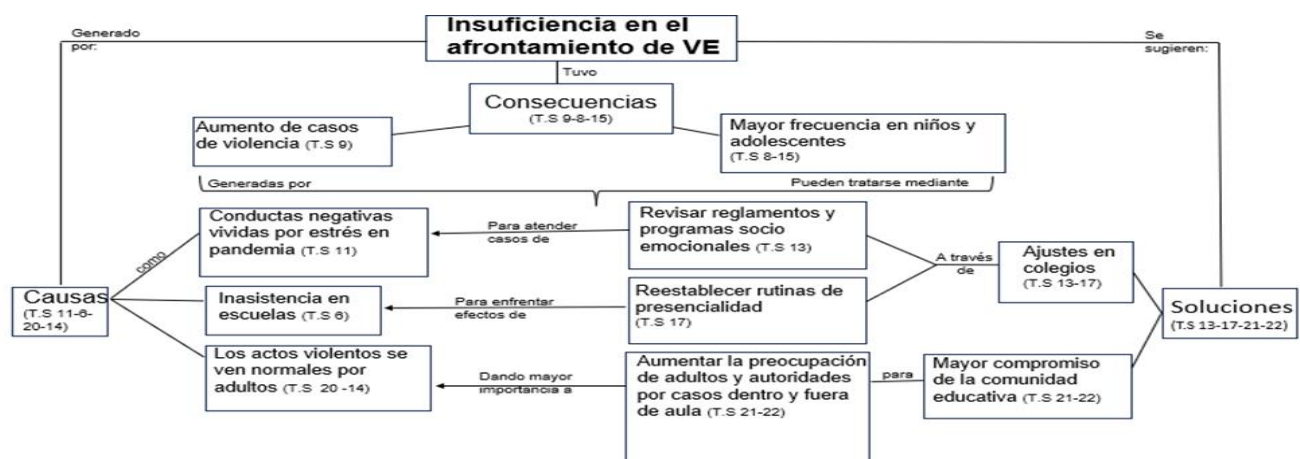 Insuficiencia en el
afrontamiento de VE
Generado
por:
Se
sugieren:
Tuvo
Consecuencias
(T.S 9-8-15)
Aumento de casos
de violencia (T.S 9)
Mayor frecuencia en niños y
adolescentes
(T.S 8-15)
Generadas por
Pueden tratarse mediante
Conductas negativas
vividas por estrés en
pandemia (T.S 11)
Para atender
casos de
Revisar reglamentos y
programas socio
emocionales (T.S 13)
como
A través
de
Ajustes en
colegios
(T.S 13-17)
Causas
(T.S 11-6-
20-14)
Inasistencia en
escuelas (T.S 6)
Para enfrentar
efectos de
Reestablecer rutinas de
presencialidad
(T.S 17)
Soluciones
(T.S 13-17-21-22)
Los actos violentos se
ven normales por
adultos (T.S 20 -14)
Dando mayor
importancia a
Aumentar la preocupación
de adultos y autoridades
por casos dentro y fuera
de aula (T.S 21-22)
para
Mayor compromiso
de la comunidad
educativa (T.S 21-22)